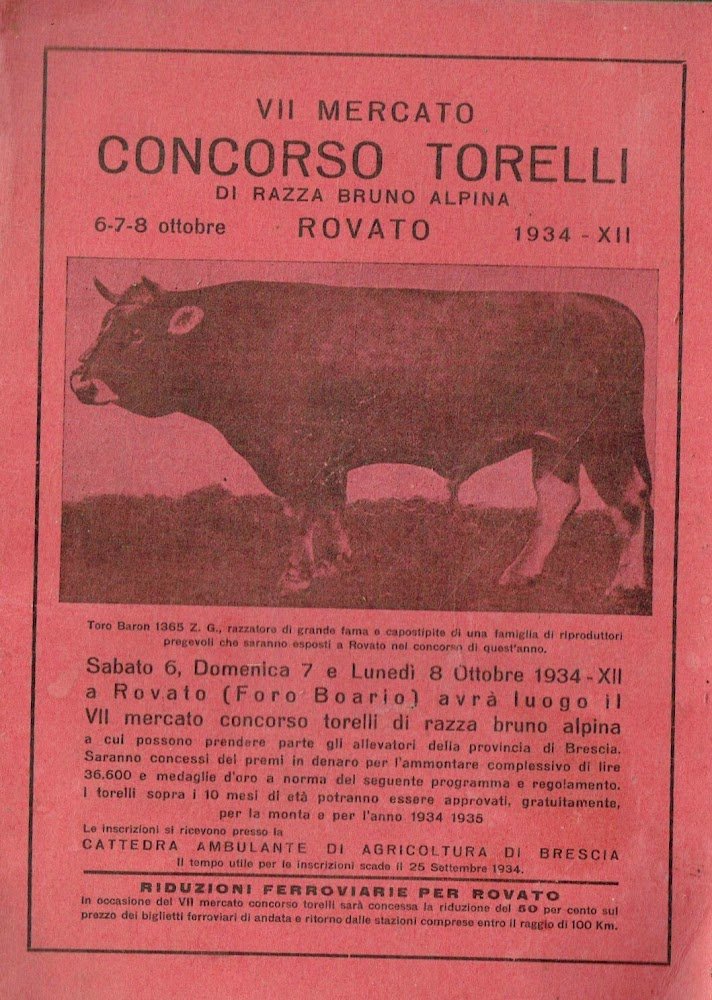 VII MERCATO
CONCORSO TORELLI
DI RAZZA BRUNO ALPINA
6-7-8 ottobre ROVATO 1934 - XII
Toro Baron 1365 Z. G., razzatore di grande fama e capostipite di una famiglia di riproduttori
pregevoli che saranno esposti a Rovato nel concorso di quest'anno.
Sabato 6, Domenica 7 e Lunedì 8 Ottobre 1934 - XII
a Rovato (Foro Boario) avrà luogo il
VII mercato concorso torelli di razza bruno alpina
a cui possono prendere parte gli allevatori della provincia di Brescia.
Saranno concessi dei premi in denaro per l'ammontare complessivo di lire
36.600 e medaglie d'oro a norma del seguente programma e regolamento.
I torelli sopra i 10 mesi di età potranno essere approvati, gratuitamente,
per la monta e per l'anno 1934 1935
Le inscrizioni si ricevono presso la
CATTEDRA AMBULANTE DI AGRICOLTURA DI BRESCIA
Il tempo utile per le inscrizioni scade il 25 Settembre 1934.
RIDUZIONI FERROVIARIE PER ROVATO
In occasione del VII mercato concorso torelli sarà concessa la riduzione del 50 per cento sul
prezzo dei biglietti ferroviari di andata e ritorno dalle stazioni comprese entro il raggio di 100 Km.